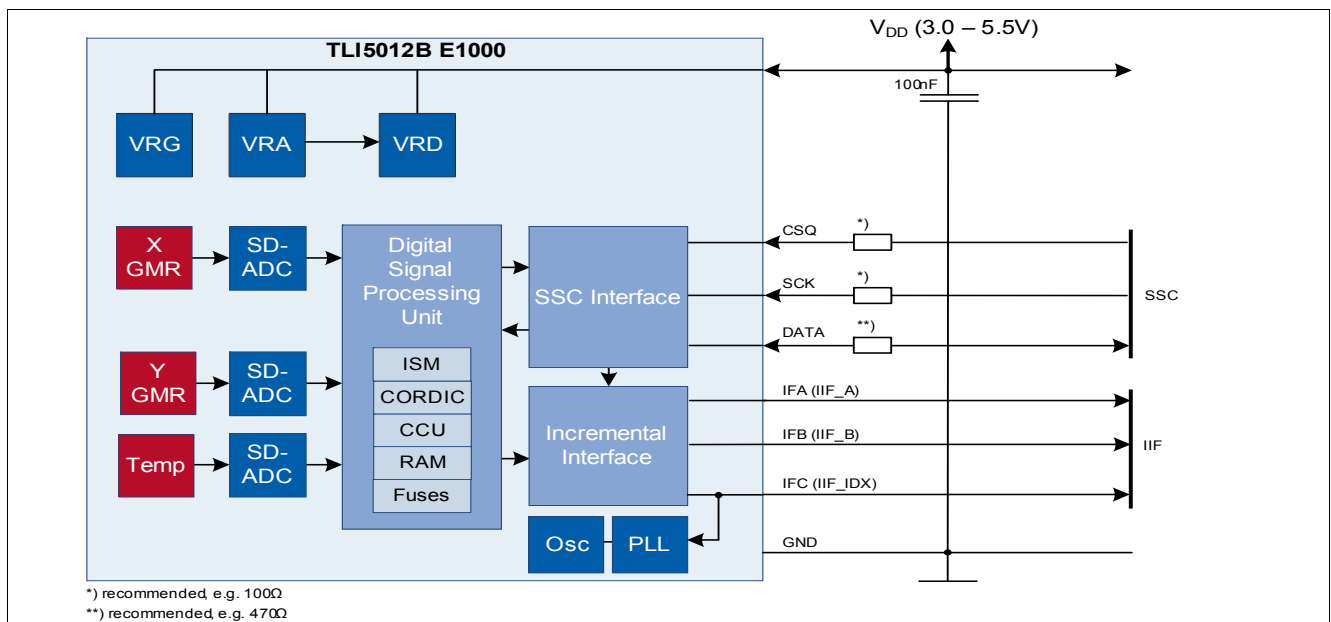 V_DD (3.0 – 5.5V)
TLI5012B E1000
100nF
VRG
VRA
VRD
CSQ
*)
X
GMR
SD-
ADC
Digital
Signal
Processing
Unit
SSC Interface
SCK
*)
SSC
DATA
**)
ISM
CORDIC
CCU
RAM
Fuses
Y
GMR
SD-
ADC
Temp
SD-
ADC
Incremental
Interface
IFA (IIF_A)
IFB (IIF_B)
IIF
IFC (IIF_IDX)
Osc
PLL
GND
*) recommended, e.g. 100Ω
**) recommended, e.g. 470Ω